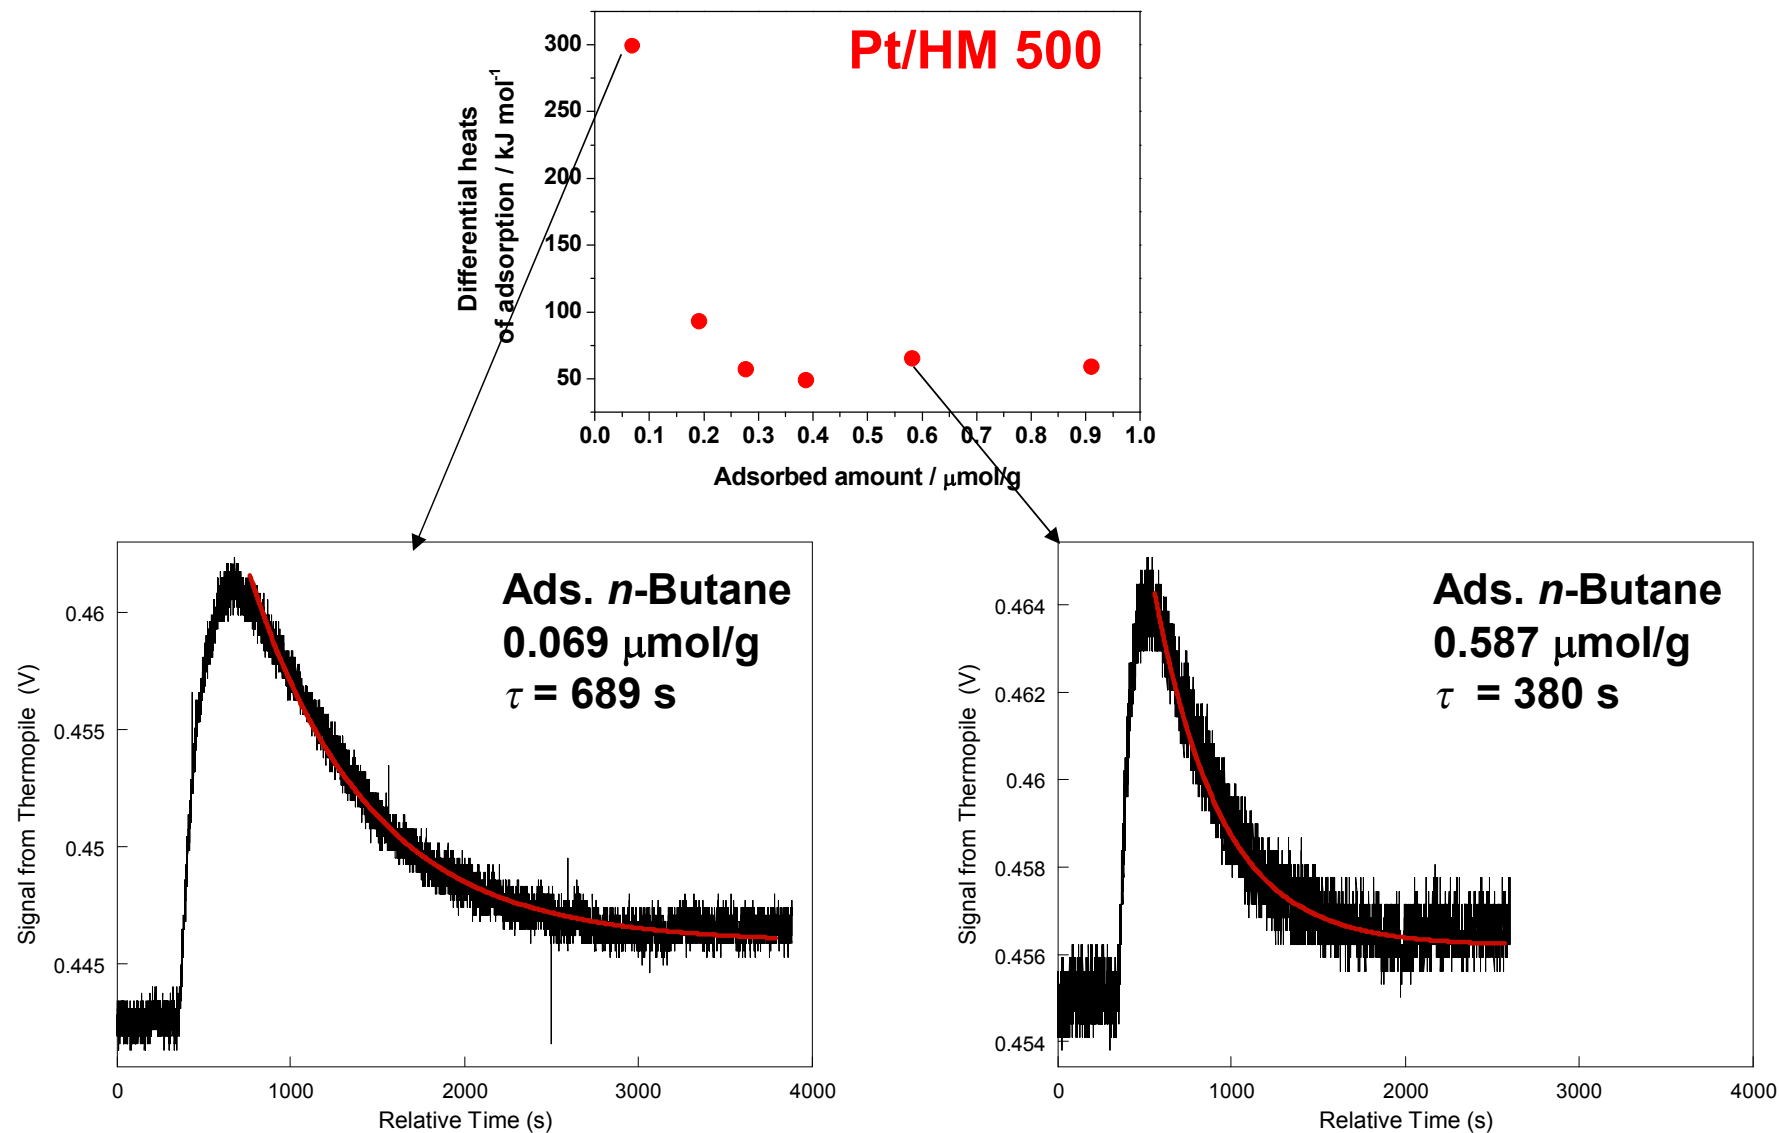 Pt/HM 500
Differential heats
of adsorption / kJ mol⁻¹
300
250
200
150
100
50
0.0 0.1 0.2 0.3 0.4 0.5 0.6 0.7 0.8 0.9 1.0
Adsorbed amount / μmol/g
Ads. n-Butane
0.069 μmol/g
τ = 689 s
Signal from Thermopile (V)
0.46
0.455
0.45
0.445
0 1000 2000 3000 4000
Relative Time (s)
Ads. n-Butane
0.587 μmol/g
τ = 380 s
Signal from Thermopile (V)
0.464
0.462
0.46
0.458
0.456
0.454
0 1000 2000 3000 4000
Relative Time (s)